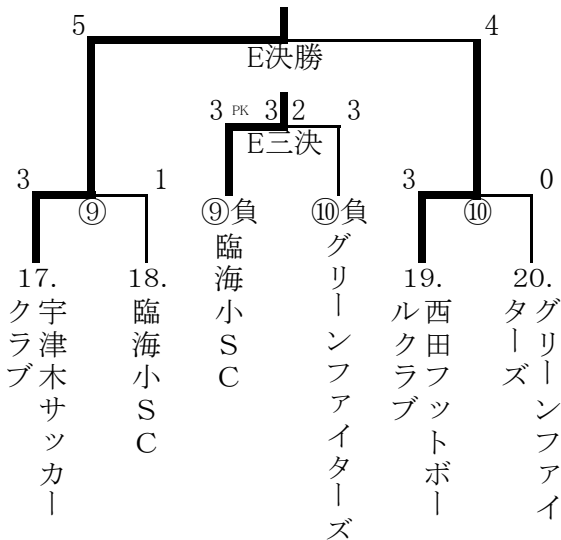 5 4
E決勝
3 PK 3 2 3
E三決
3 1 3 0
⑨ ⑨負 ⑩負 ⑩
17. 18. 19. 20.
宇津木サッカー
クラブ
臨海小SC
臨海小SC
グリーンファイターズ
西田フットボー
ルクラブ
グリーンファイ
ターズ